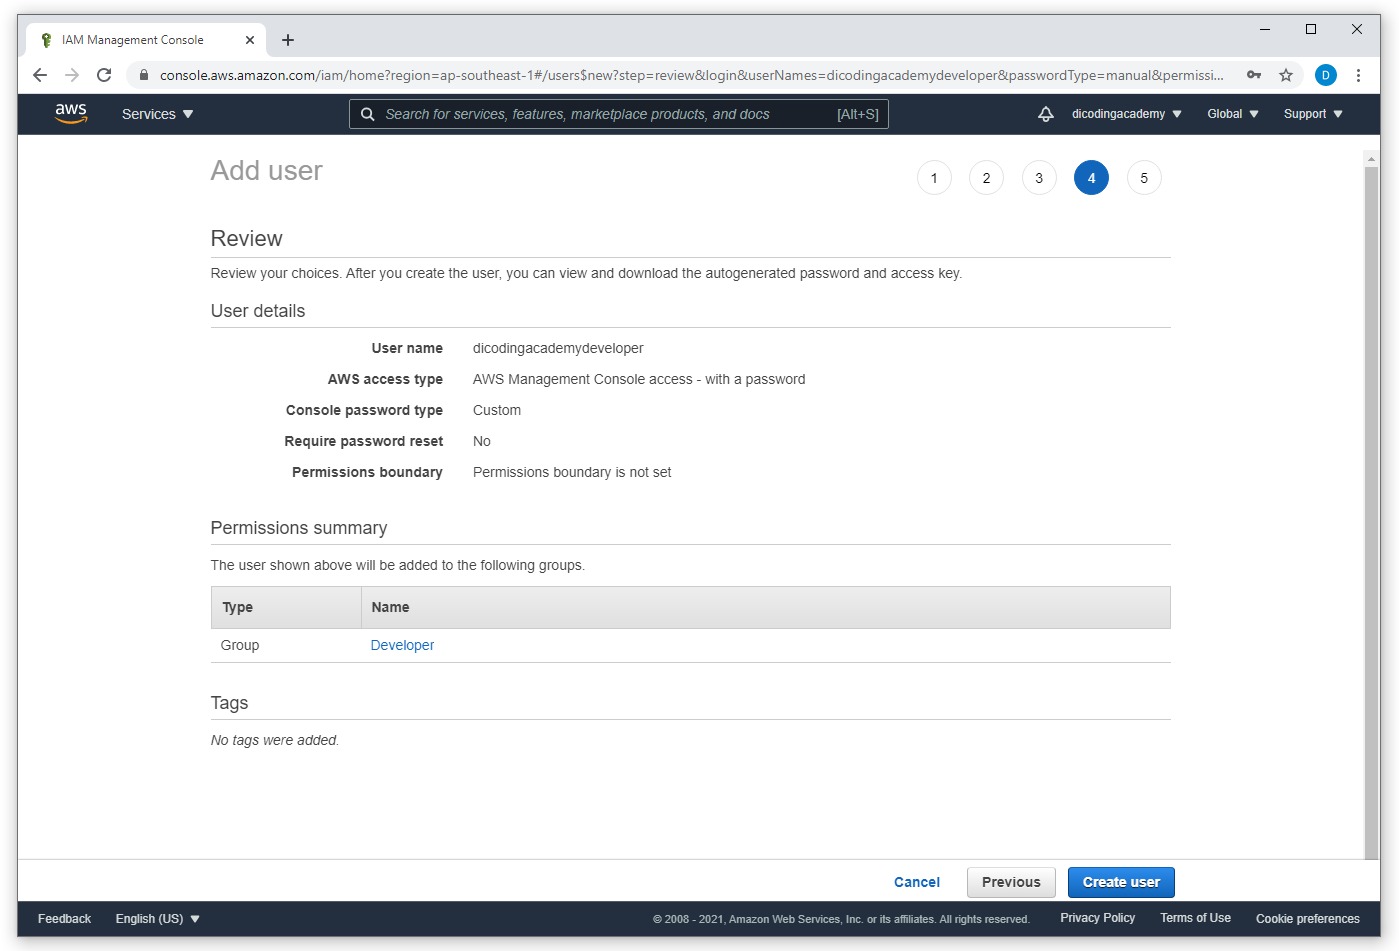 IAM Management Console
console.aws.amazon.com/iam/home?region=ap-southeast-1#/users$new?step=review&login&userNames=dicodingacademydeveloper&passwordType=manual&permissi...
D
aws
Services
Search for services, features, marketplace products, and docs
[Alt+S]
dicodingacademy
Global
Support
Add user
1
2
3
4
5
Review
Review your choices. After you create the user, you can view and download the autogenerated password and access key.
User details
User name dicodingacademydeveloper
AWS access type AWS Management Console access - with a password
Console password type Custom
Require password reset No
Permissions boundary Permissions boundary is not set
Permissions summary
The user shown above will be added to the following groups.
Type Name
Group Developer
Tags
No tags were added.
Cancel
Previous
Create user
Feedback
English (US)
© 2008 - 2021, Amazon Web Services, Inc. or its affiliates. All rights reserved.
Privacy Policy
Terms of Use
Cookie preferences